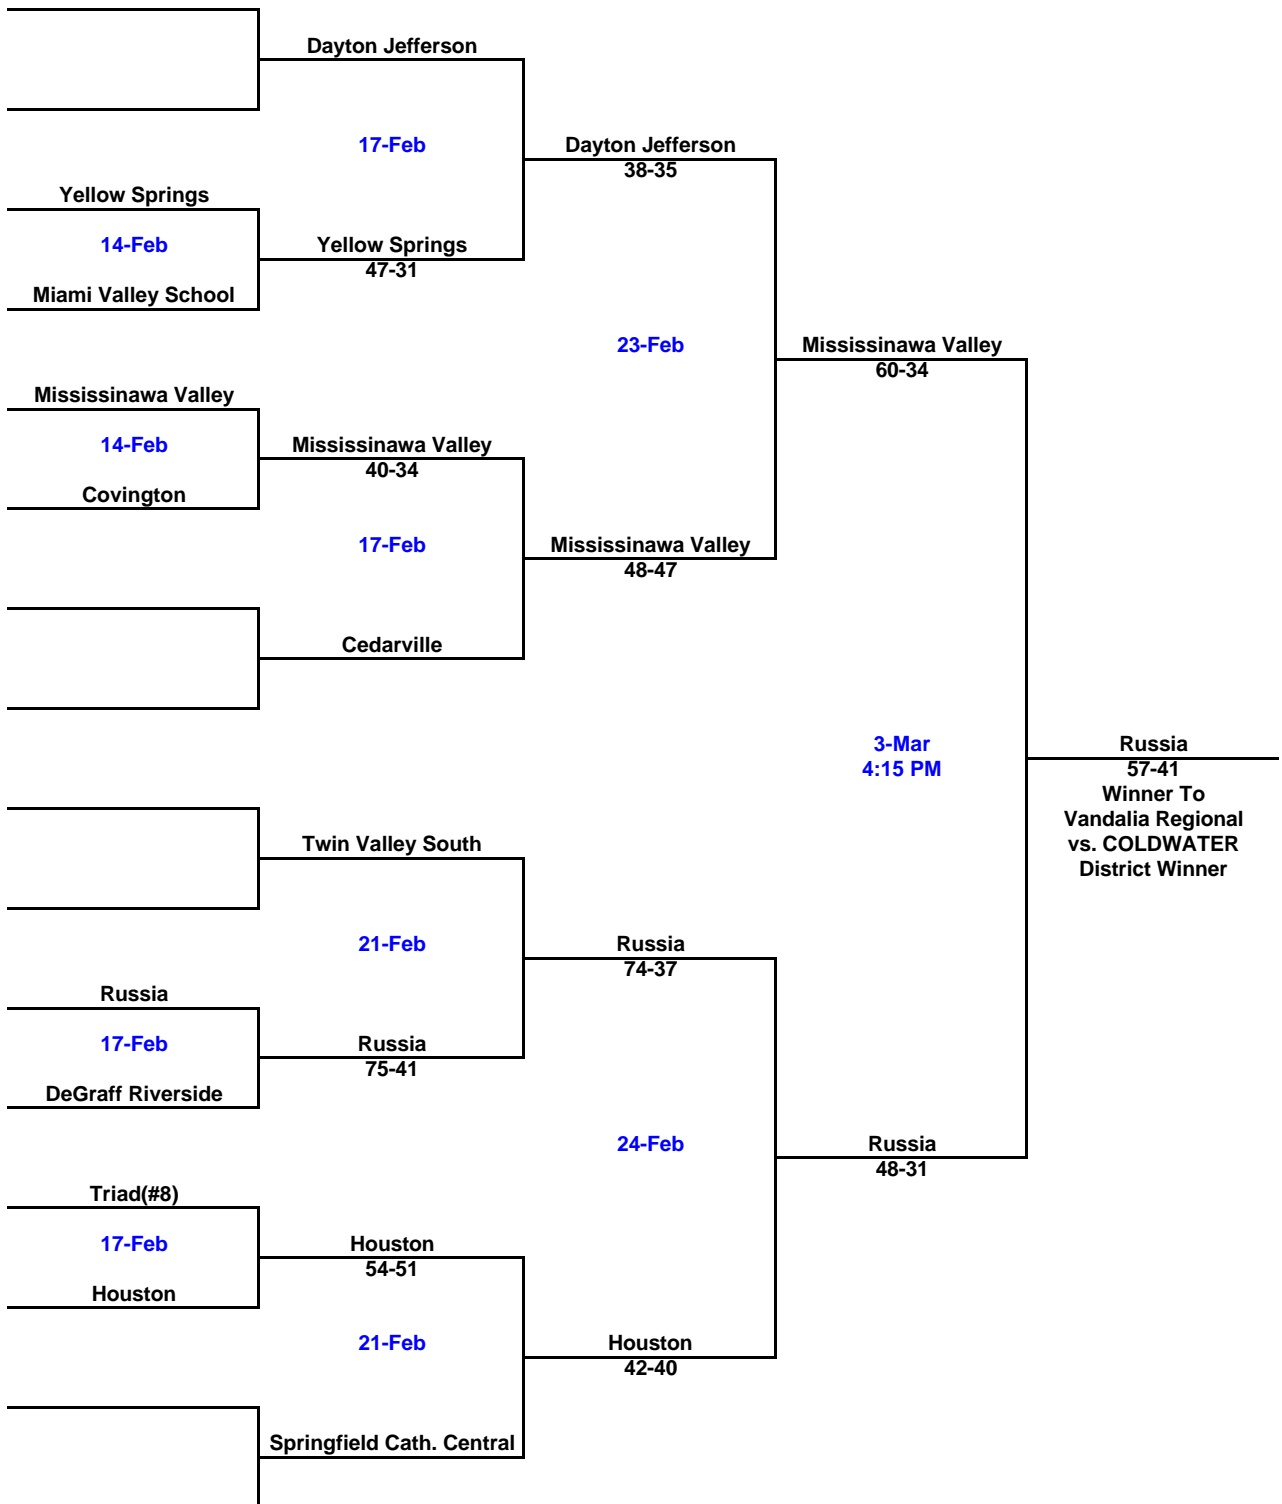 Dayton Jefferson
17-Feb
Dayton Jefferson
38-35
Yellow Springs
14-Feb
Yellow Springs
47-31
Miami Valley School
23-Feb
Mississinawa Valley
60-34
Mississinawa Valley
14-Feb
Mississinawa Valley
40-34
Covington
17-Feb
Mississinawa Valley
48-47
Cedarville
3-Mar
4:15 PM
Russia
57-41
Winner To
Vandalia Regional
vs. COLDWATER
District Winner
Twin Valley South
21-Feb
Russia
74-37
Russia
17-Feb
Russia
75-41
DeGraff Riverside
24-Feb
Russia
48-31
Triad(#8)
17-Feb
Houston
54-51
Houston
21-Feb
Houston
42-40
Springfield Cath. Central